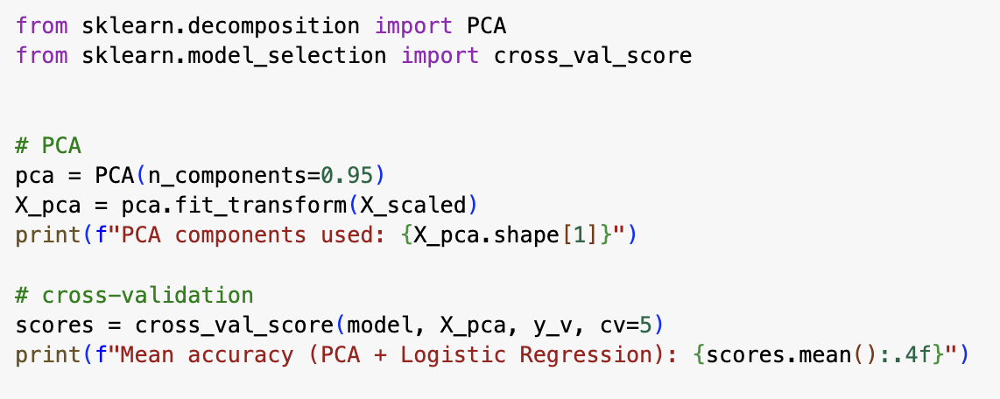 from sklearn.decomposition import PCA
from sklearn.model_selection import cross_val_score
# PCA
pca = PCA(n_components=0.95)
X_pca = pca.fit_transform(X_scaled)
print(f"PCA components used: {X_pca.shape[1]}")
# cross-validation
scores = cross_val_score(model, X_pca, y_v, cv=5)
print(f"Mean accuracy (PCA + Logistic Regression): {scores.mean():.4f}")